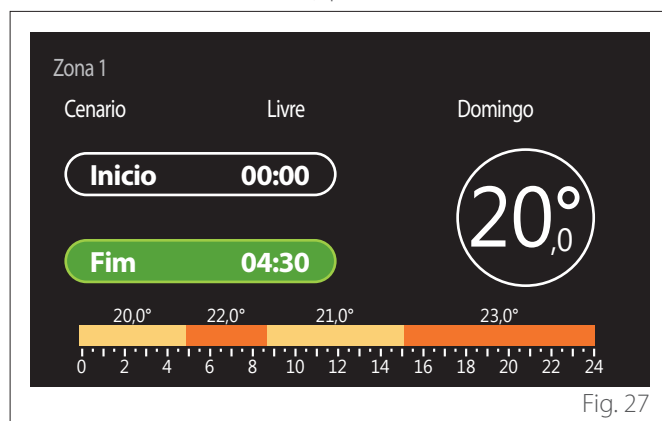 Zona 1
Cenario Livre Domingo
Inicio 00:00
20°,0
Fim 04:30
20,0° 22,0° 21,0° 23,0°
0 2 4 6 8 10 12 14 16 18 20 22 24
Fig. 27